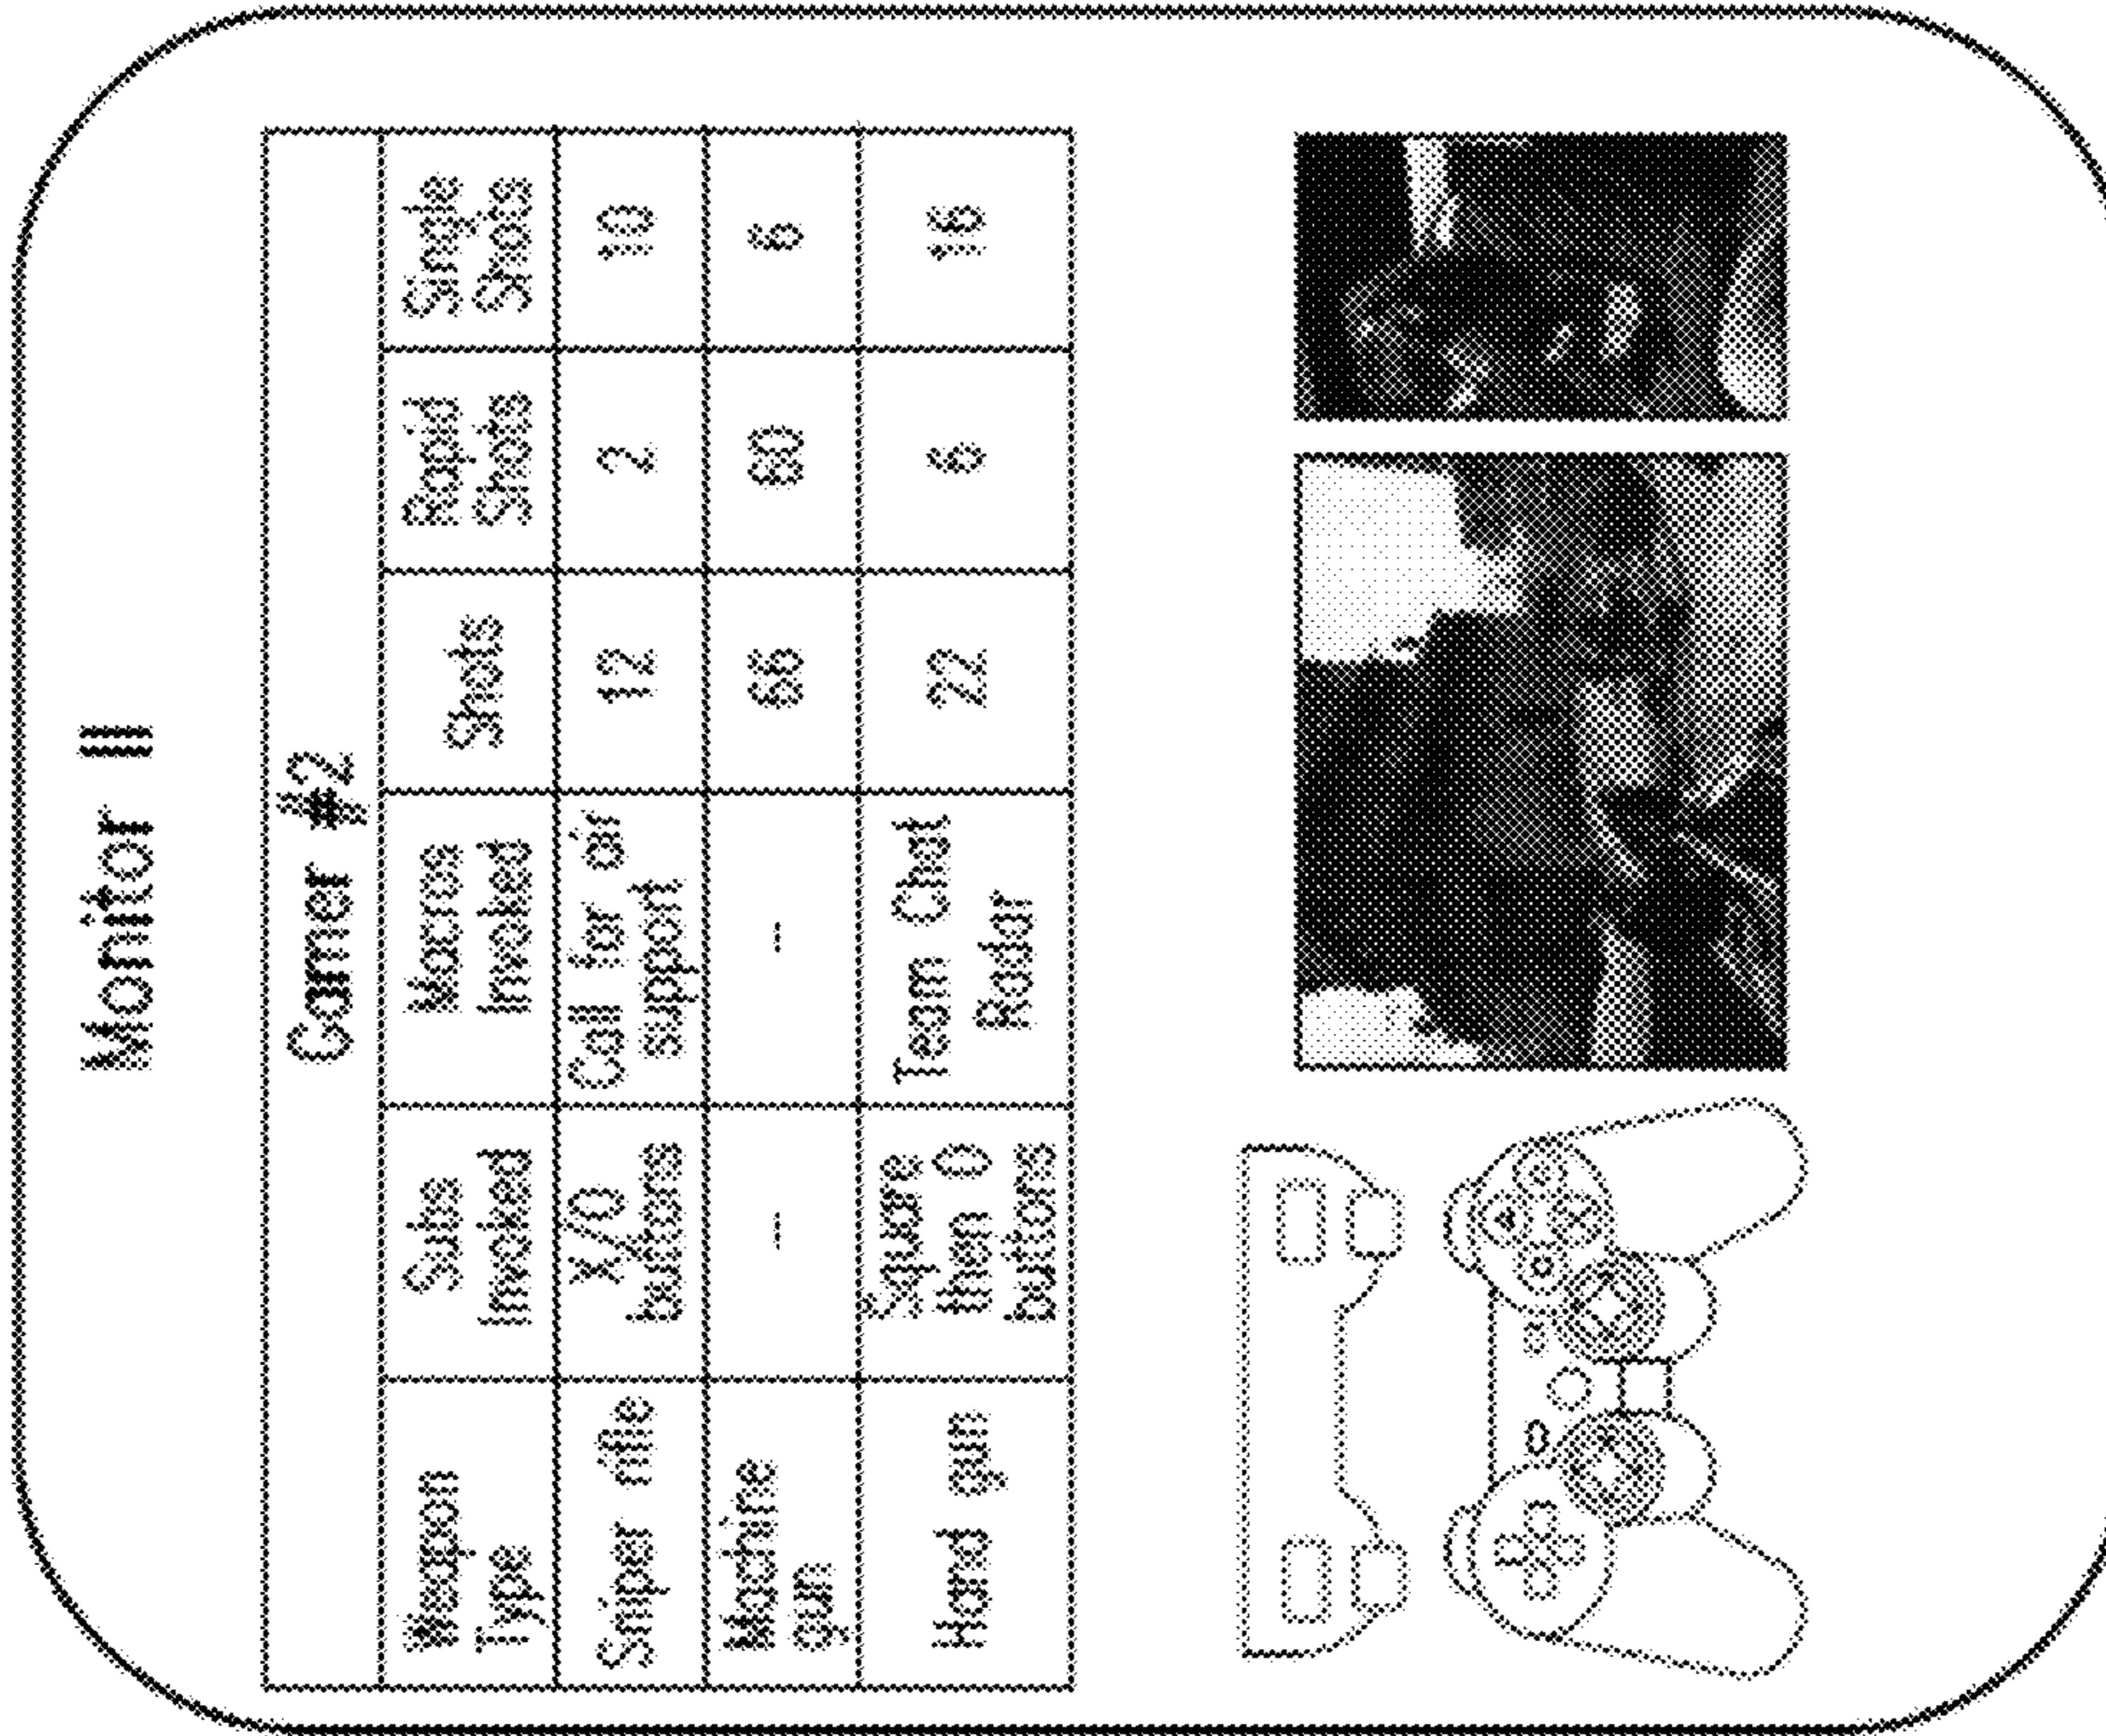 Monitor II
Gamer #2
Weapon Type
Subs Invoked
Macros Invoked
Shots
Rapid Shots
Single Shots
Sniper rifle
X/O buttons
Call for air support
12
2
10
Machine gun
-
-
66
60
6
Hand gun
Square then O buttons
Team Chat Radar
22
6
16